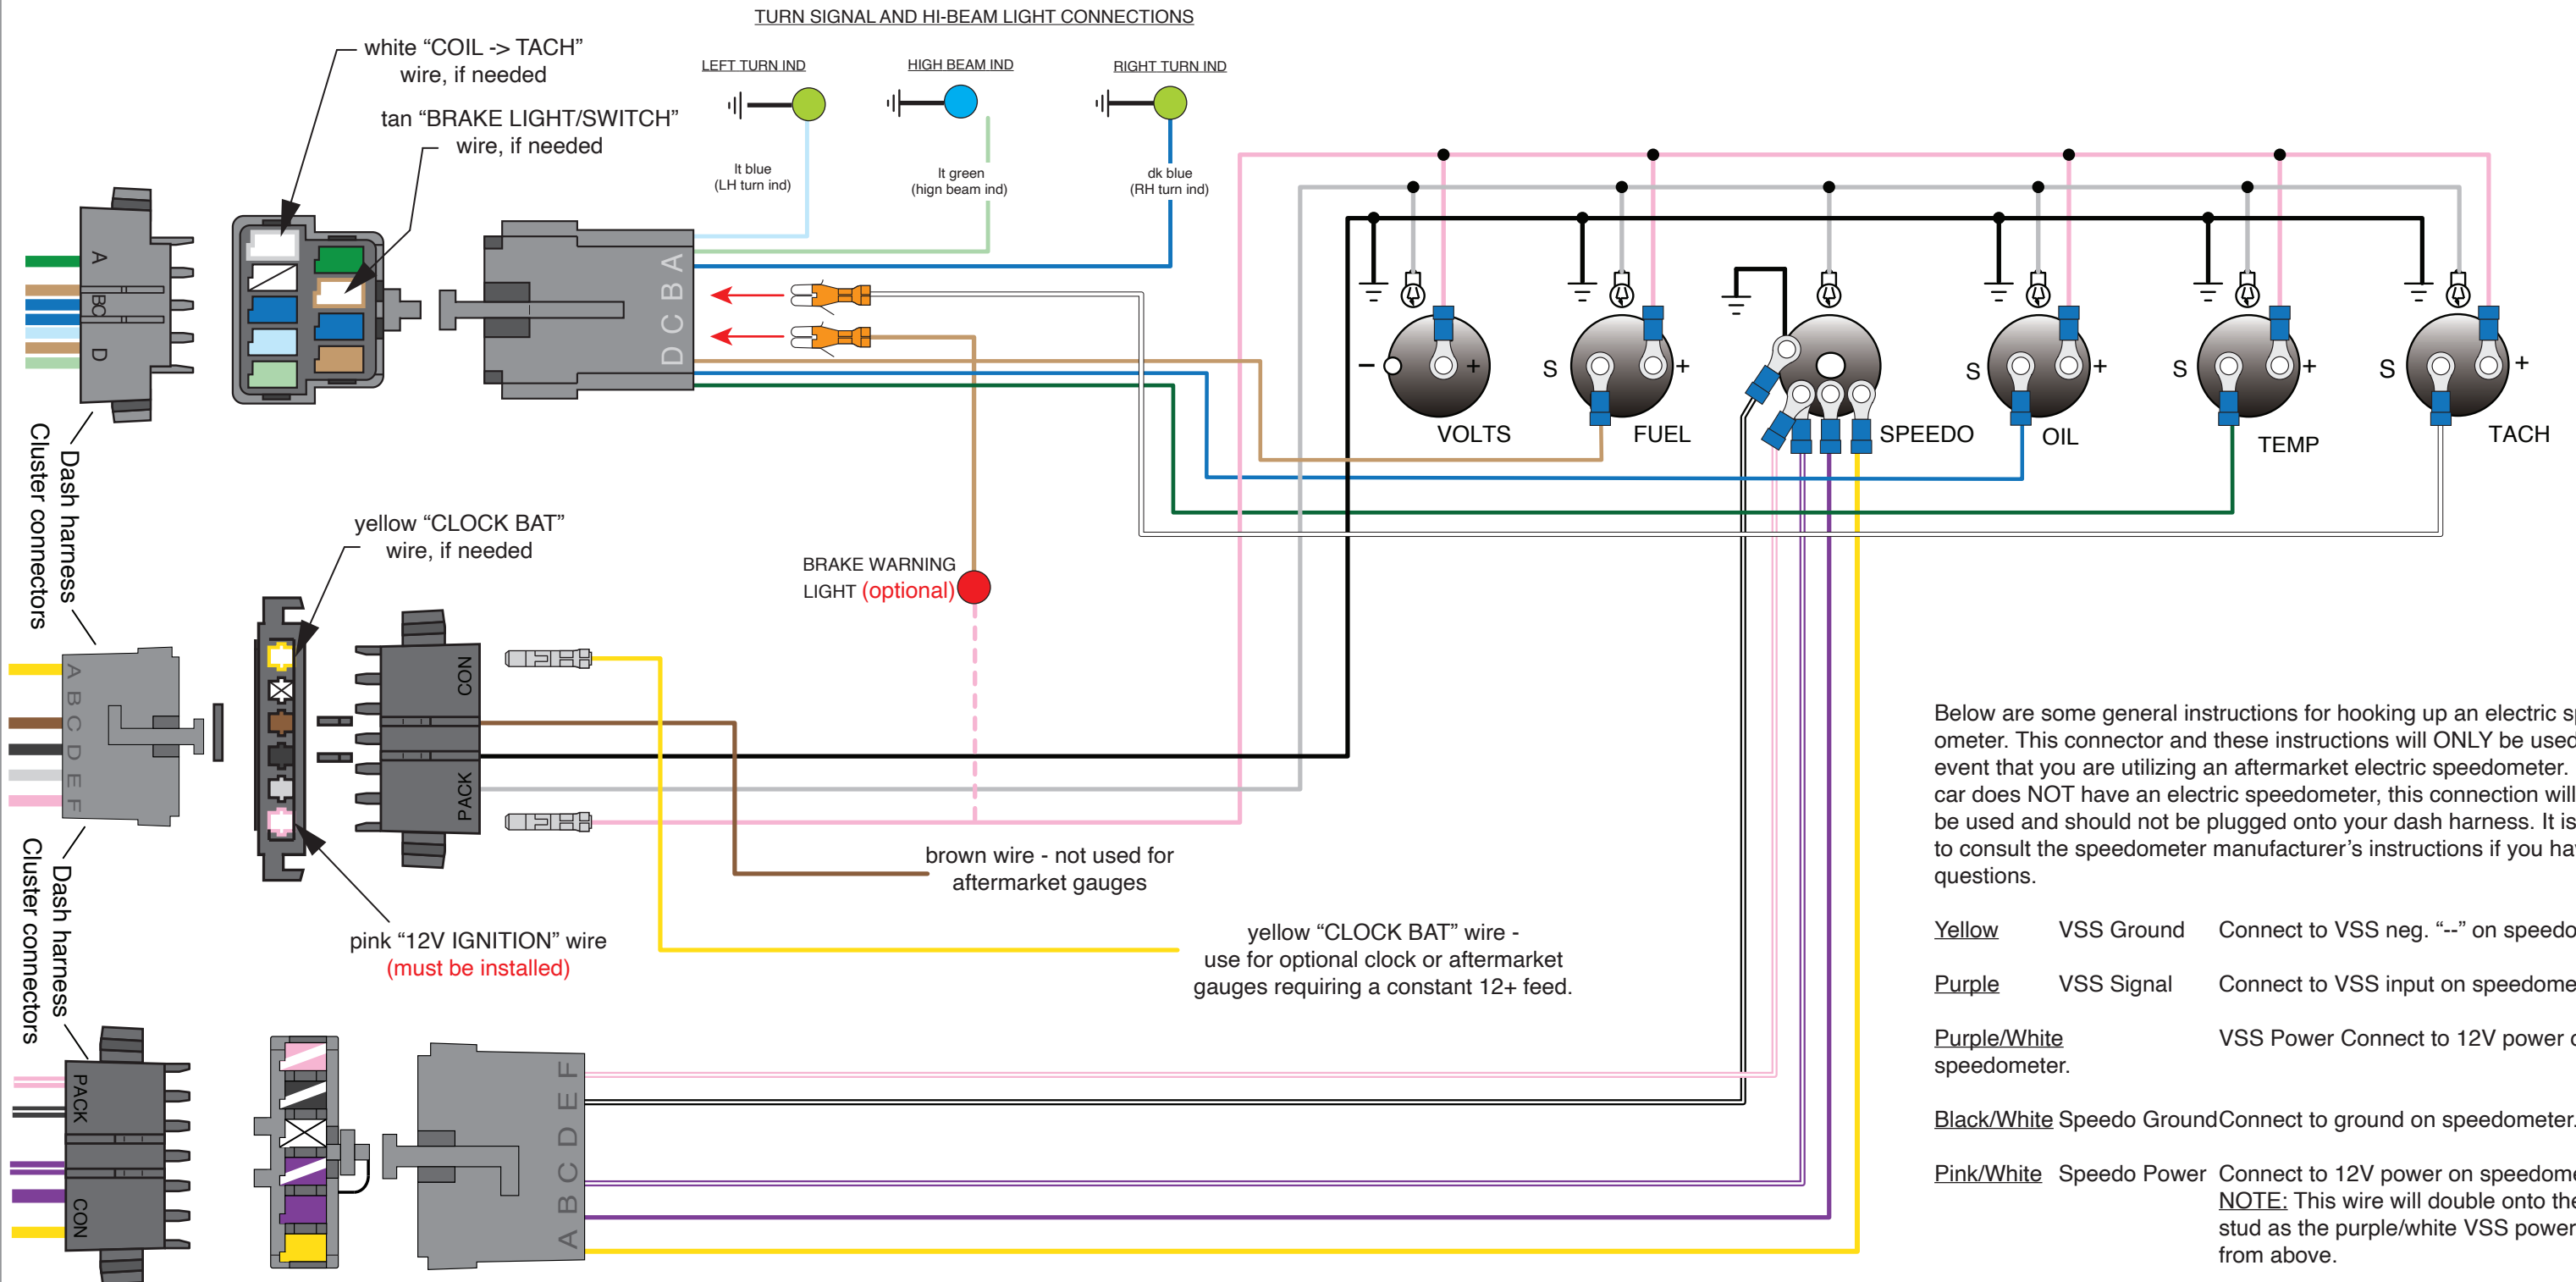 TURN SIGNAL AND HI-BEAM LIGHT CONNECTIONS
white “COIL -> TACH”
wire, if needed
tan “BRAKE LIGHT/SWITCH”
wire, if needed
LEFT TURN IND
HIGH BEAM IND
RIGHT TURN IND
lt blue
(LH turn ind)
lt green
(hign beam ind)
dk blue
(RH turn ind)
A
BC
D
D C B A
Dash harness
Cluster connectors
- +
VOLTS
S +
FUEL
SPEEDO
S +
OIL
S +
TEMP
S +
TACH
yellow “CLOCK BAT”
wire, if needed
BRAKE WARNING
LIGHT (optional)
A B C D E F
CON
PACK
brown wire - not used for
aftermarket gauges
pink “12V IGNITION” wire
(must be installed)
yellow “CLOCK BAT” wire -
use for optional clock or aftermarket
gauges requiring a constant 12+ feed.
Dash harness
Cluster connectors
PACK
CON
A B C D E F
Below are some general instructions for hooking up an electric
ometer. This connector and these instructions will ONLY be used
event that you are utilizing an aftermarket electric speedometer.
car does NOT have an electric speedometer, this connection will
be used and should not be plugged onto your dash harness. It is
to consult the speedometer manufacturer’s instructions if you
questions.
Yellow VSS Ground Connect to VSS neg. “--” on
Purple VSS Signal Connect to VSS input on
Purple/White VSS Power Connect to 12V power
speedometer.
Black/White Speedo Ground Connect to ground on speedometer.
Pink/White Speedo Power Connect to 12V power on
NOTE: This wire will double onto the
stud as the purple/white VSS power
from above.